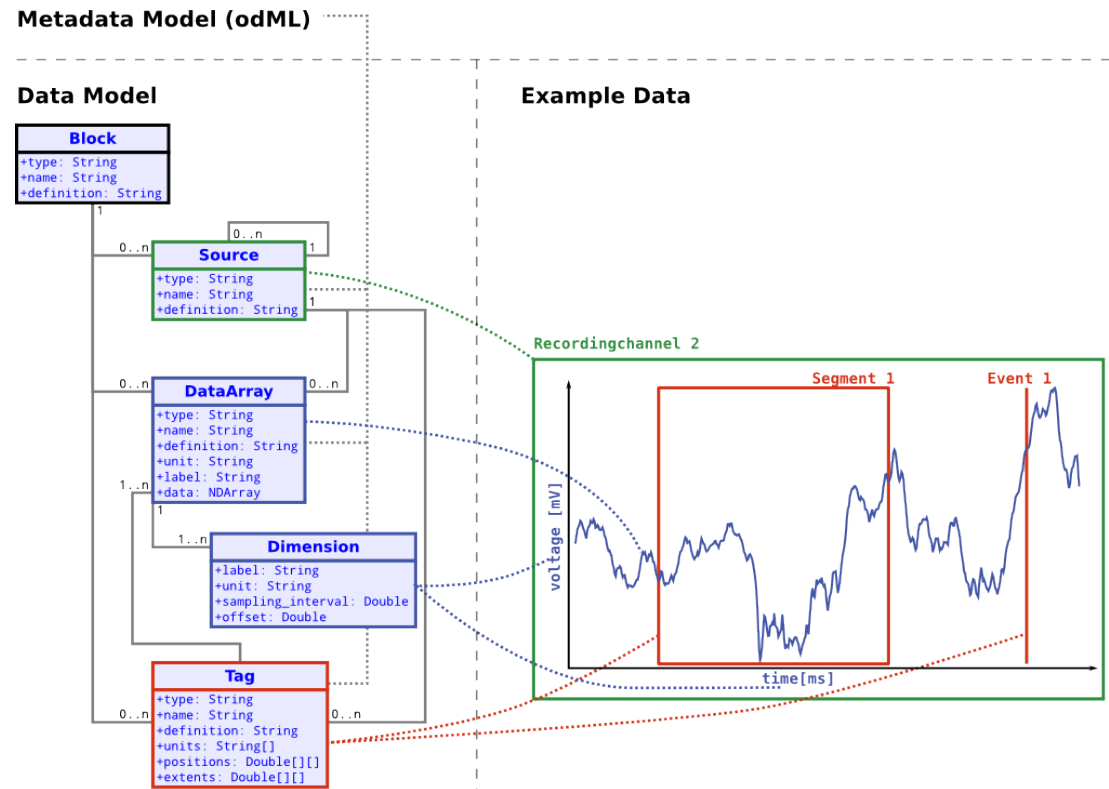 Metadata Model (odML)
Data Model
Example Data
Block
+type: String
+name: String
+definition: String
1
0..n
0..n
1
Source
+type: String
+name: String
+definition: String
1
0..n
0..n
DataArray
+type: String
+name: String
+definition: String
+unit: String
+label: String
+data: NDArray
1..n
1
1..n
Dimension
+label: String
+unit: String
+sampling_interval: Double
+offset: Double
Tag
+type: String
+name: String
+definition: String
+units: String[]
+positions: Double[][]
+extents: Double[][]
0..n
0..n
Recordingchannel 2
Segment 1
Event 1
voltage [mV]
time[ms]